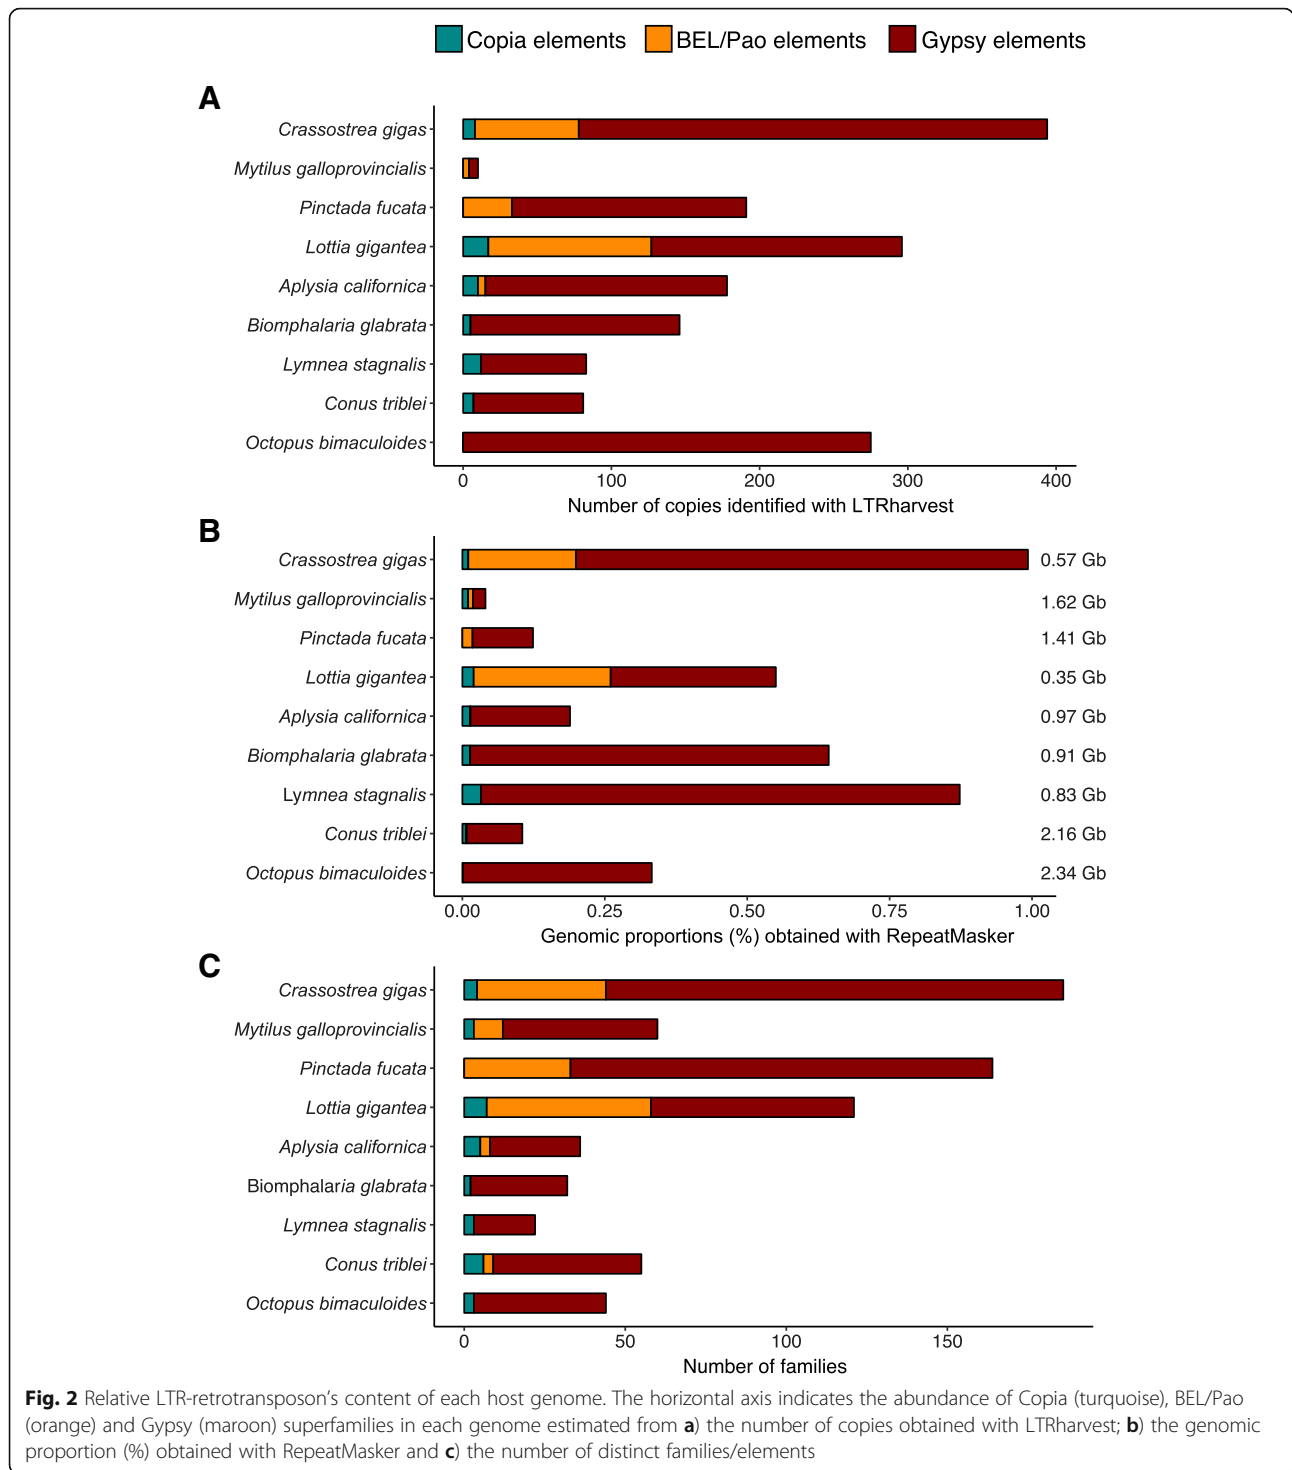 Copia elements BEL/Pao elements Gypsy elements
A
Crassostrea gigas
Mytilus galloprovincialis
Pinctada fucata
Lottia gigantea
Aplysia californica
Biomphalaria glabrata
Lymnea stagnalis
Conus triblei
Octopus bimaculoides
0 100 200 300 400
Number of copies identified with LTRharvest
B
Crassostrea gigas 0.57 Gb
Mytilus galloprovincialis 1.62 Gb
Pinctada fucata 1.41 Gb
Lottia gigantea 0.35 Gb
Aplysia californica 0.97 Gb
Biomphalaria glabrata 0.91 Gb
Lymnea stagnalis 0.83 Gb
Conus triblei 2.16 Gb
Octopus bimaculoides 2.34 Gb
0.00 0.25 0.50 0.75 1.00
Genomic proportions (%) obtained with RepeatMasker
C
Crassostrea gigas
Mytilus galloprovincialis
Pinctada fucata
Lottia gigantea
Aplysia californica
Biomphalaria glabrata
Lymnea stagnalis
Conus triblei
Octopus bimaculoides
0 50 100 150
Number of families
Fig. 2 Relative LTR-retrotransposon's content of each host genome. The horizontal axis indicates the abundance of Copia (turquoise), BEL/Pao
(orange) and Gypsy (maroon) superfamilies in each genome estimated from a) the number of copies obtained with LTRharvest; b) the genomic
proportion (%) obtained with RepeatMasker and c) the number of distinct families/elements